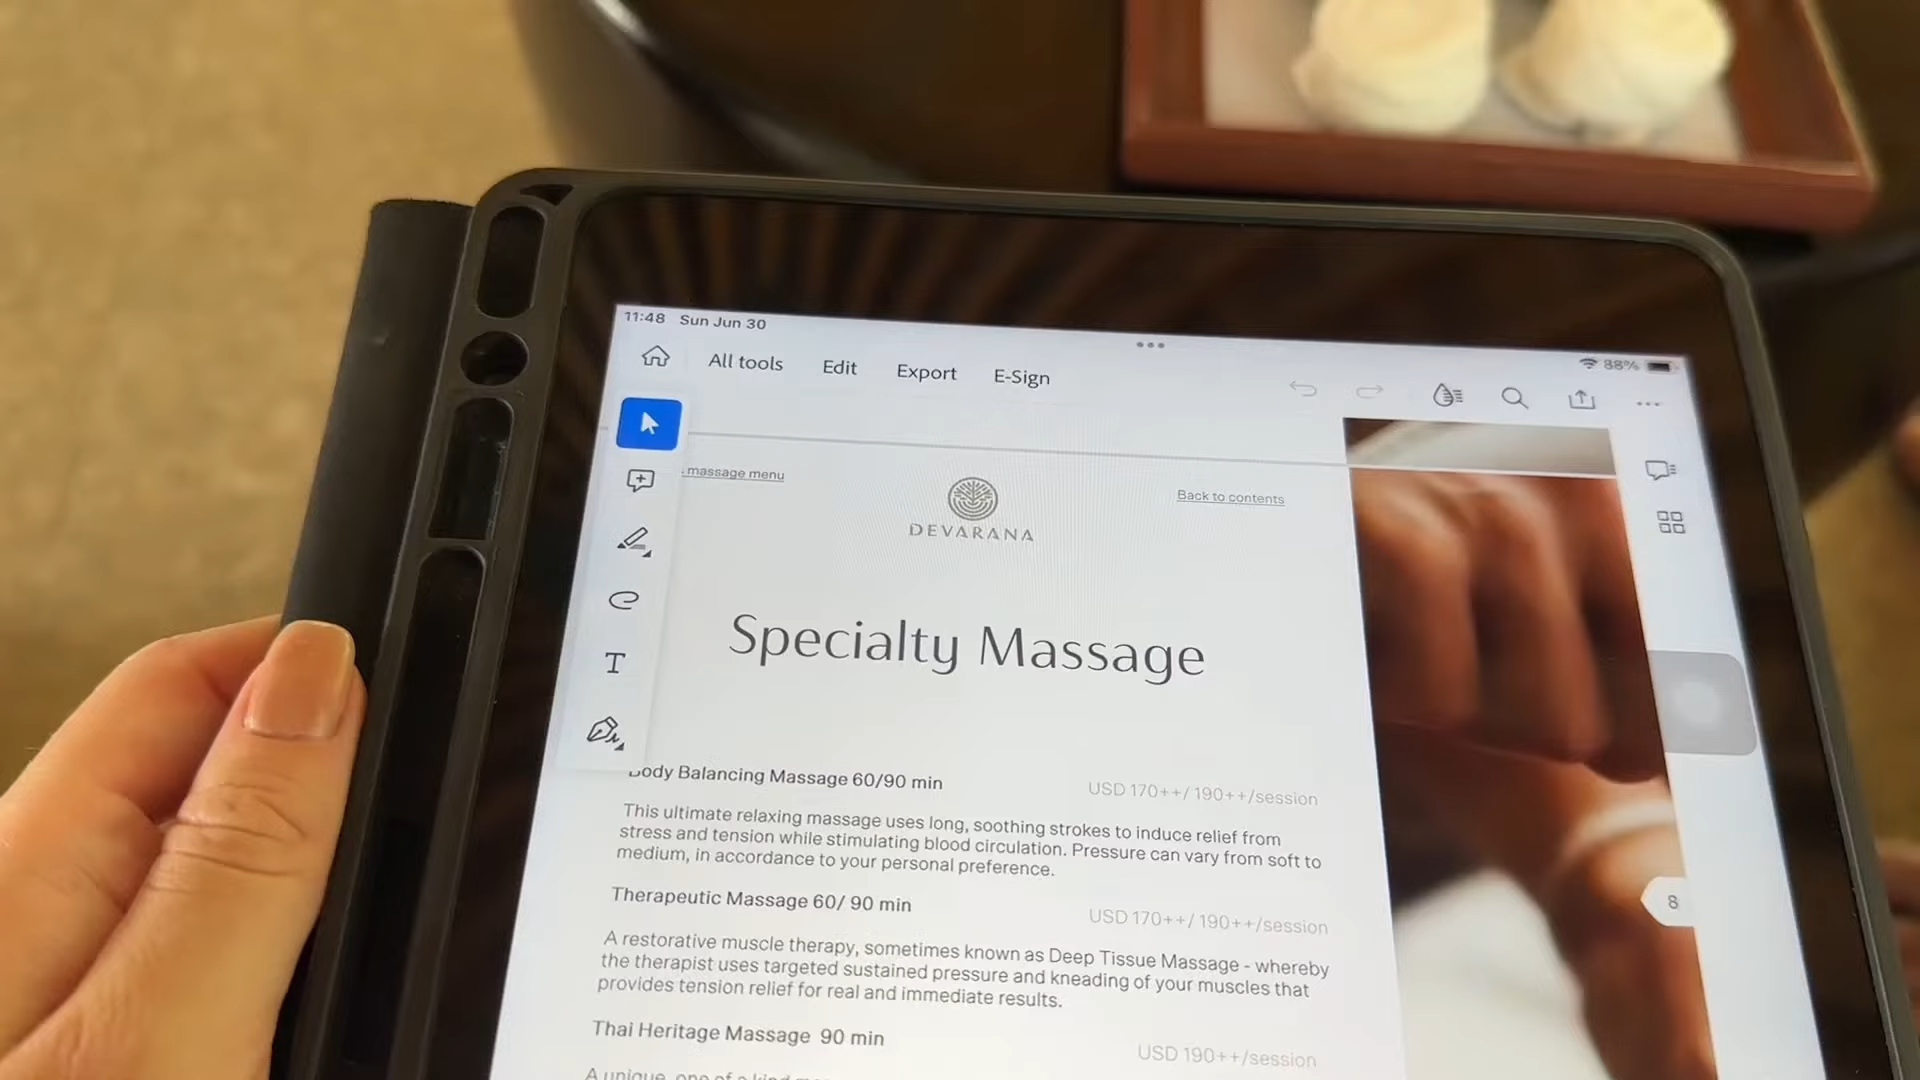 11:48 Sun Jun 30
88%
All tools Edit Export E-Sign
massage menu
Back to contents
DEVARANA
Specialty Massage
Body Balancing Massage 60/90 min
USD 170++/ 190++/session
This ultimate relaxing massage uses long, soothing strokes to induce relief from
stress and tension while stimulating blood circulation. Pressure can vary from soft to
medium, in accordance to your personal preference.
Therapeutic Massage 60/ 90 min
USD 170++/ 190++/session
A restorative muscle therapy, sometimes known as Deep Tissue Massage - whereby
the therapist uses targeted sustained pressure and kneading of your muscles that
provides tension relief for real and immediate results.
8
Thai Heritage Massage 90 min
USD 190++/session
A unique, one of a kind